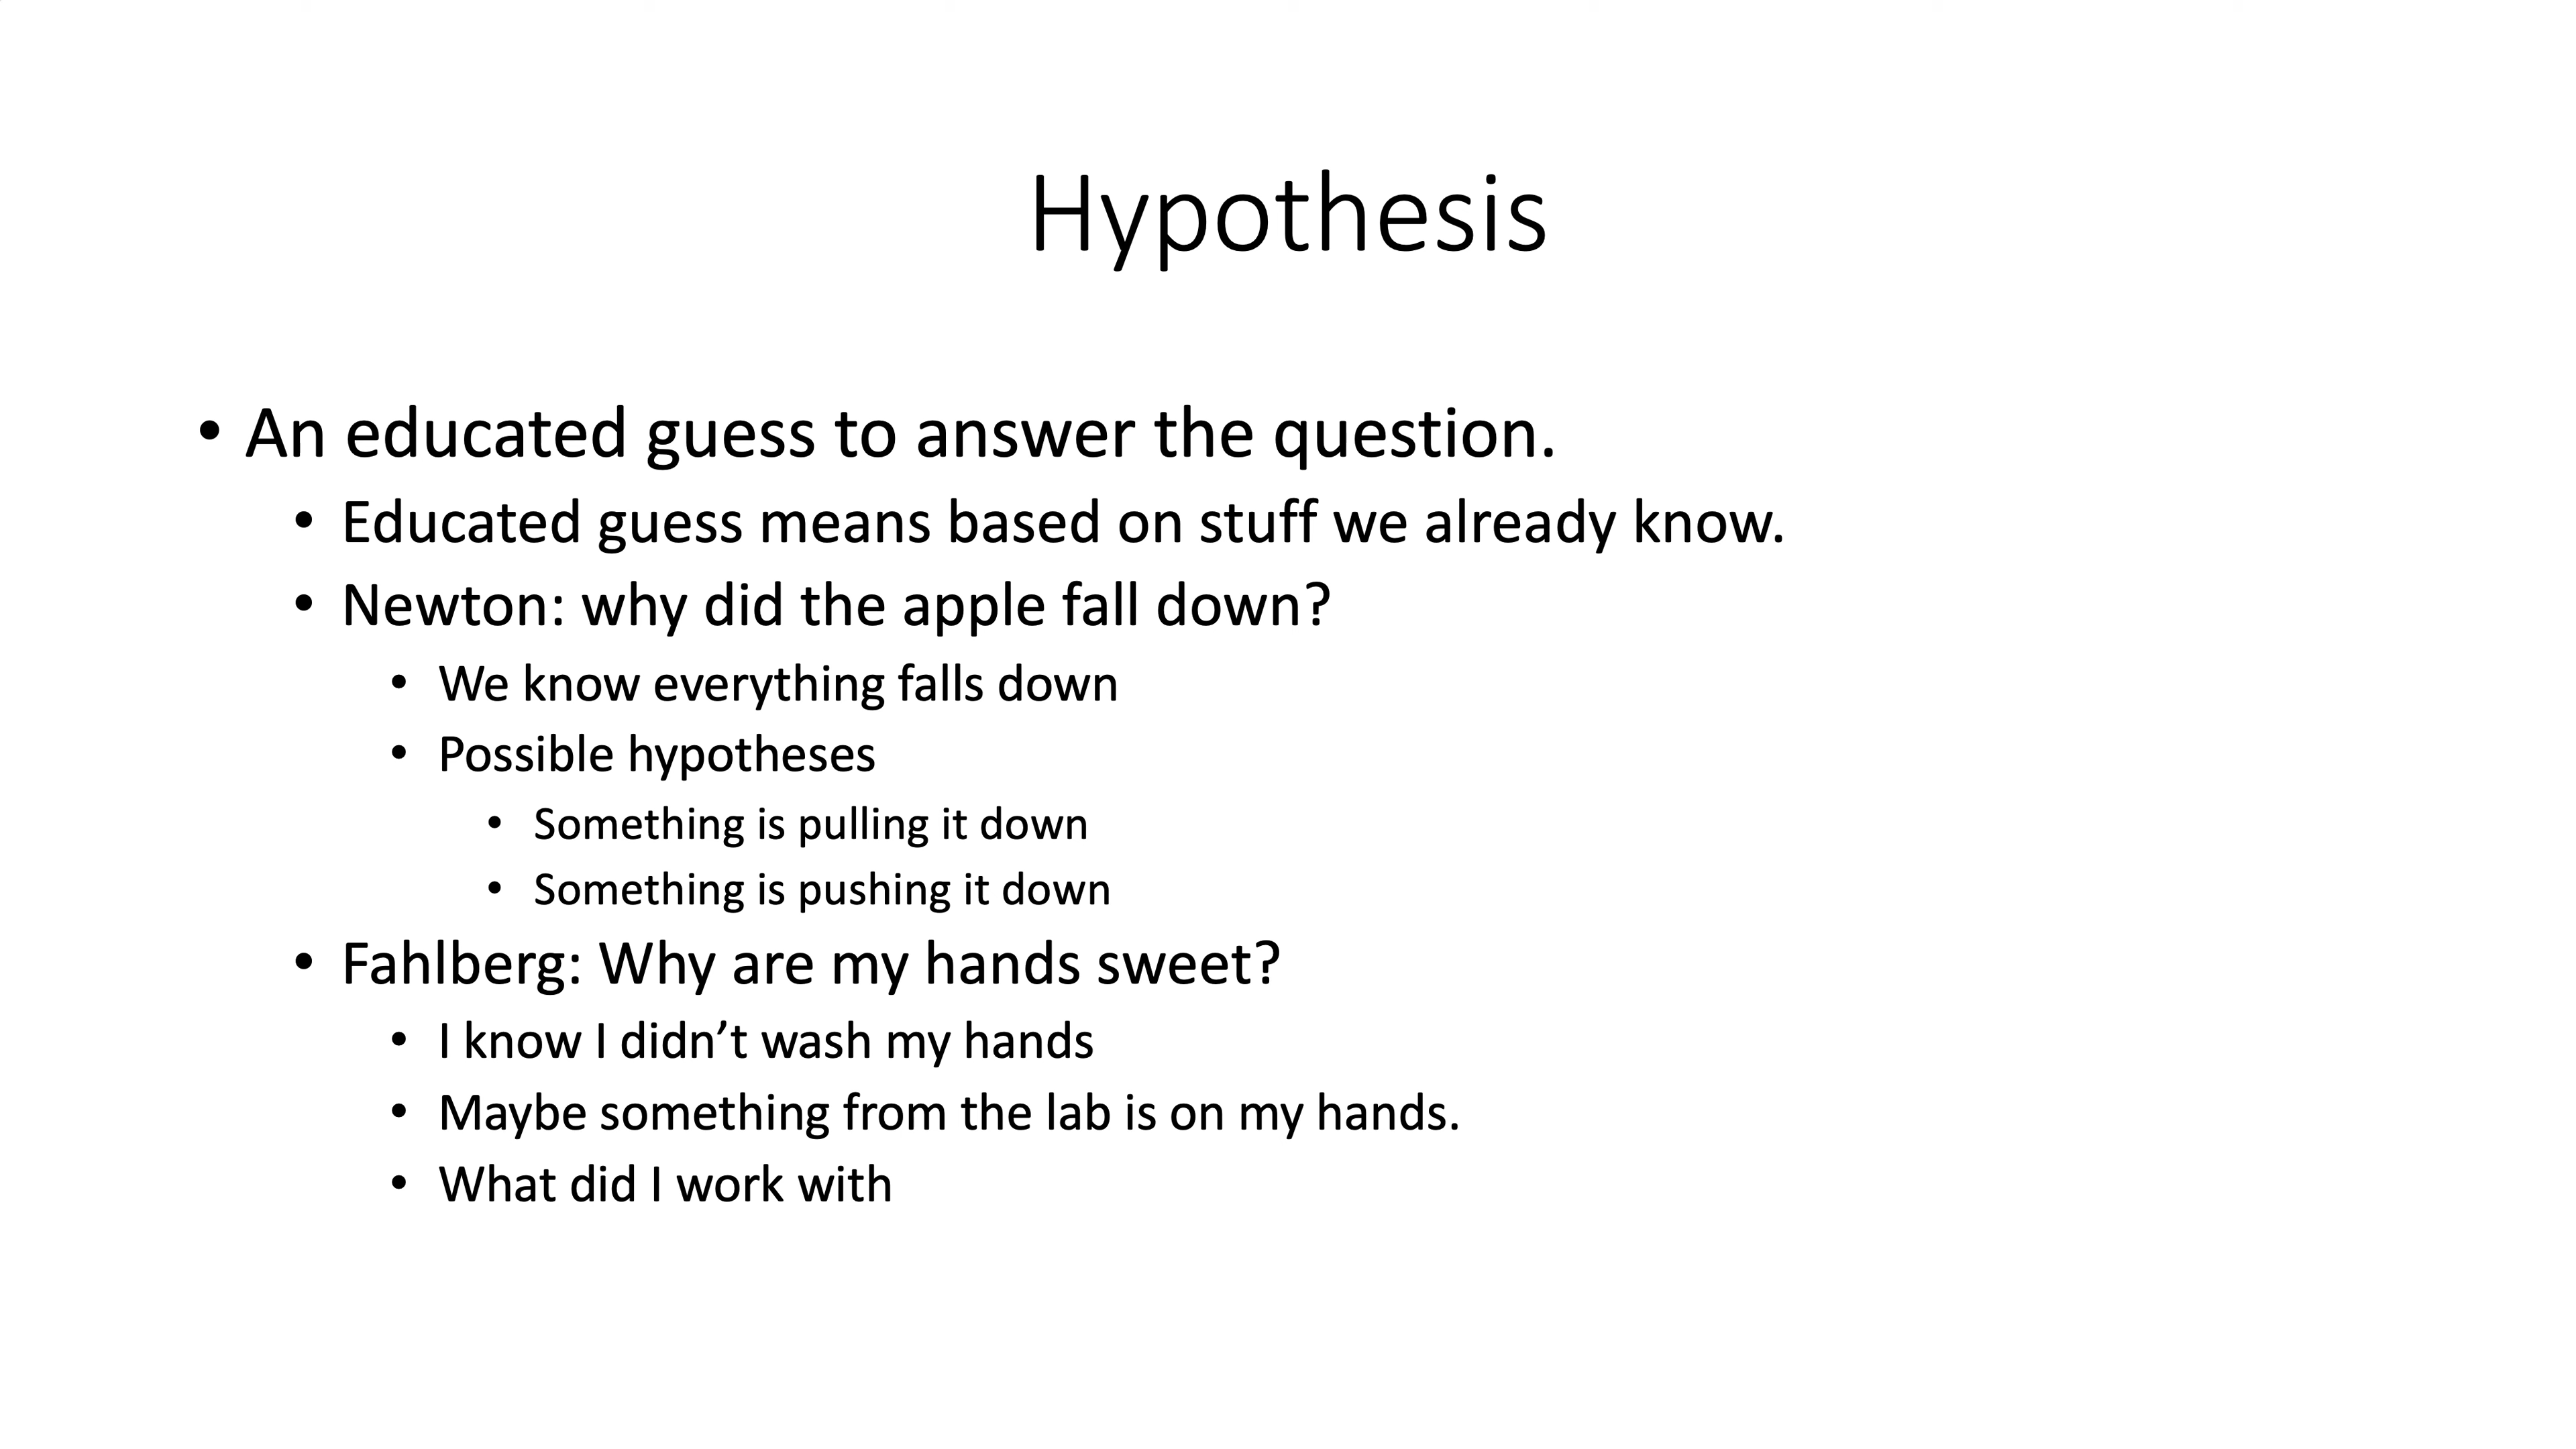 Hypothesis
• An educated guess to answer the question.
• Educated guess means based on stuff we already know.
• Newton: why did the apple fall down?
• We know everything falls down
• Possible hypotheses
• Something is pulling it down
• Something is pushing it down
• Fahlberg: Why are my hands sweet?
• I know I didn’t wash my hands
• Maybe something from the lab is on my hands.
• What did I work with